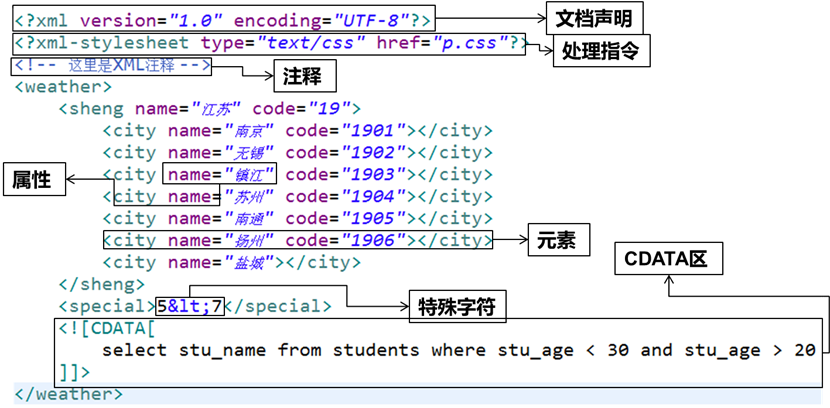 <?xml version="1.0" encoding="UTF-8"?>
文档声明
<?xml-stylesheet type="text/css" href="p.css"?>
处理指令
<!-- 这里是XML注释 -->
注释
<weather>
<sheng name="江苏" code="19">
<city name="南京" code="1901"></city>
<city name="无锡" code="1902"></city>
<city name="镇江" code="1903"></city>
属性
<city name="苏州" code="1904"></city>
<city name="南通" code="1905"></city>
<city name="扬州" code="1906"></city>
元素
<city name="盐城"></city>
CDATA区
</sheng>
<special>5&lt;7</special>
特殊字符
<![CDATA[
select stu_name from students where stu_age < 30 and stu_age > 20
]]>
</weather>